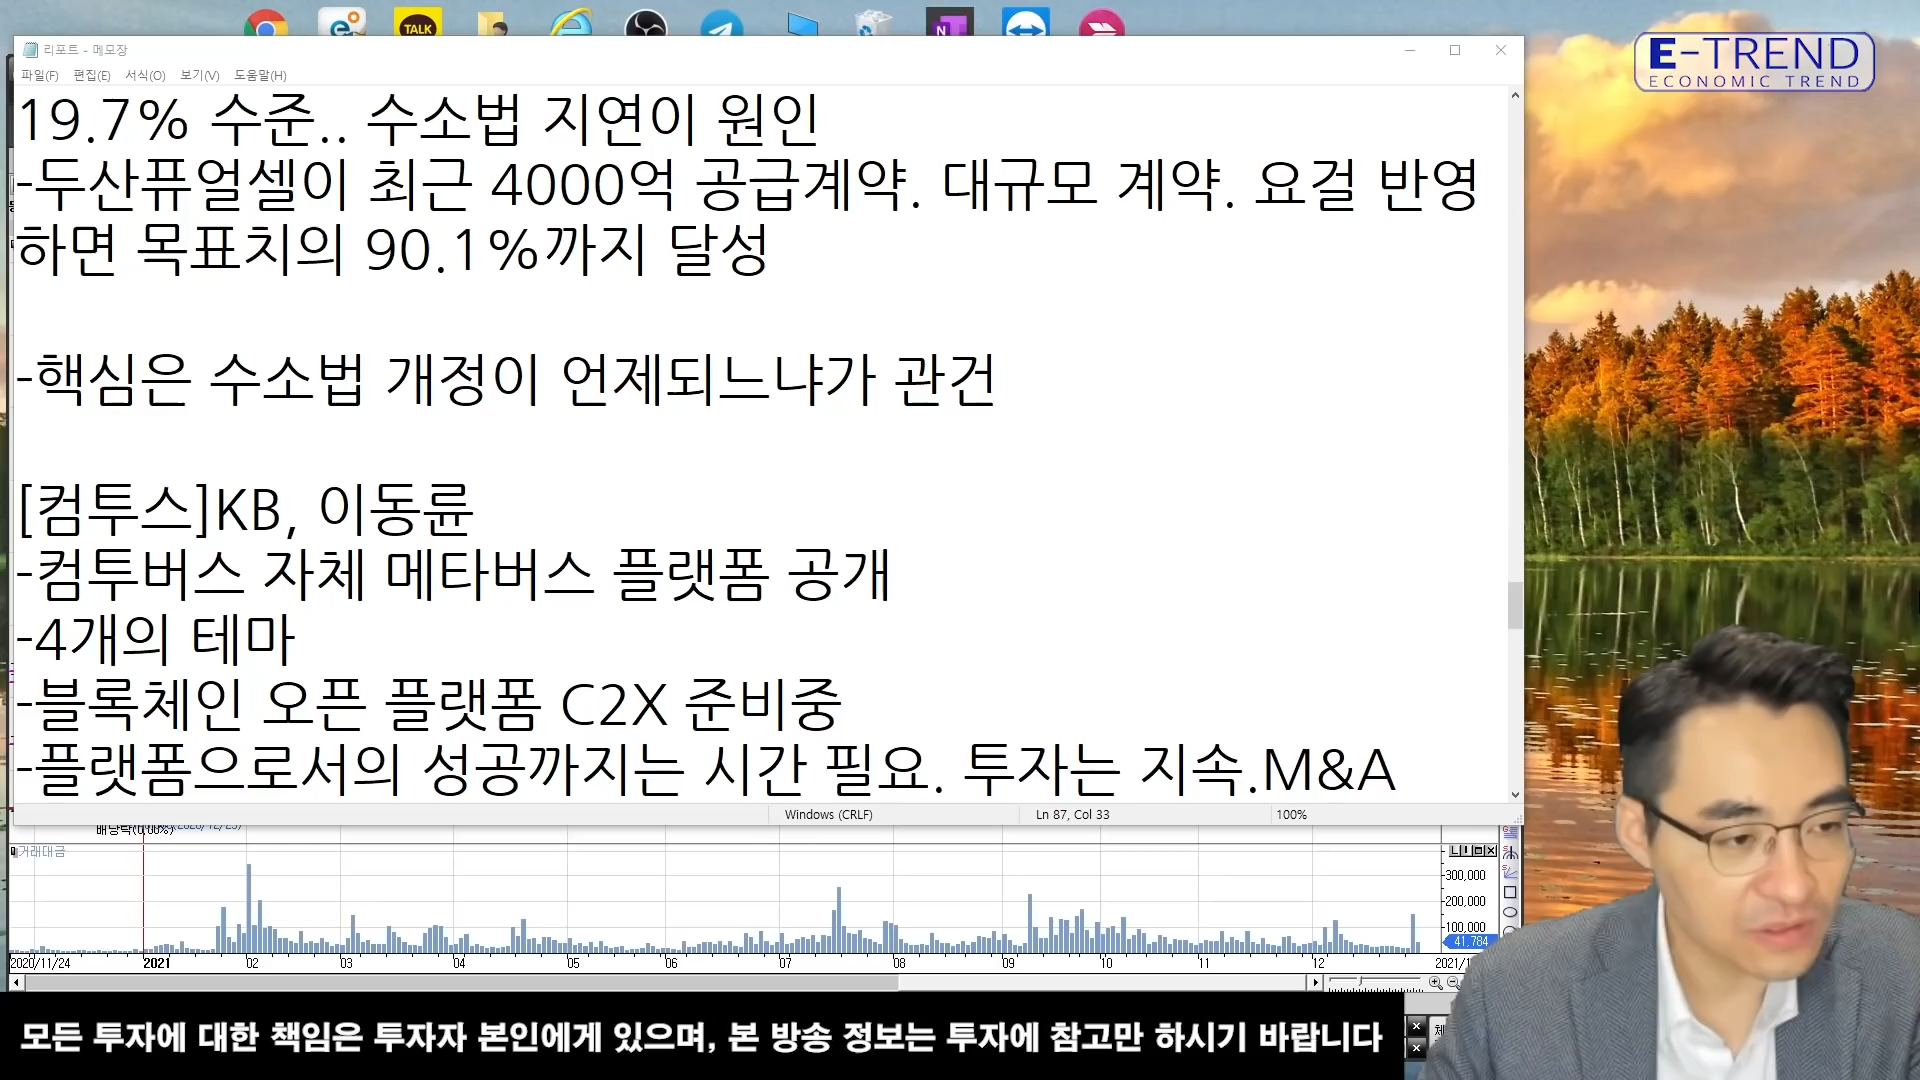 TALK
리포트 - 메모장
파일(F) 편집(E) 서식(O) 보기(V) 도움말(H)
E-TREND
ECONOMIC TREND
19.7% 수준.. 수소법 지연이 원인
-두산퓨얼셀이 최근 4000억 공급계약. 대규모 계약. 요걸 반영
하면 목표치의 90.1%까지 달성
-핵심은 수소법 개정이 언제되느냐가 관건
[컴투스]KB, 이동륜
-컴투버스 자체 메타버스 플랫폼 공개
-4개의 테마
-블록체인 오픈 플랫폼 C2X 준비중
-플랫폼으로서의 성공까지는 시간 필요. 투자는 지속.M&A
Windows (CRLF) Ln 87, Col 33 100%
거래대금
300,000
200,000
100,000
41,784
2020/11/24 2021 02 03 04 05 06 07 08 09 10 11 12
모든 투자에 대한 책임은 투자자 본인에게 있으며, 본 방송 정보는 투자에 참고만 하시기 바랍니다